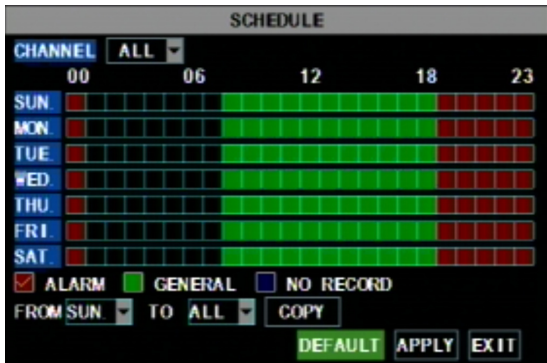 SCHEDULE
CHANNEL ALL
00 06 12 18 23
SUN.
MON.
TUE.
WED.
THU.
FRI.
SAT.
ALARM GENERAL NO RECORD
FROM SUN. TO ALL COPY
DEFAULT APPLY EXIT